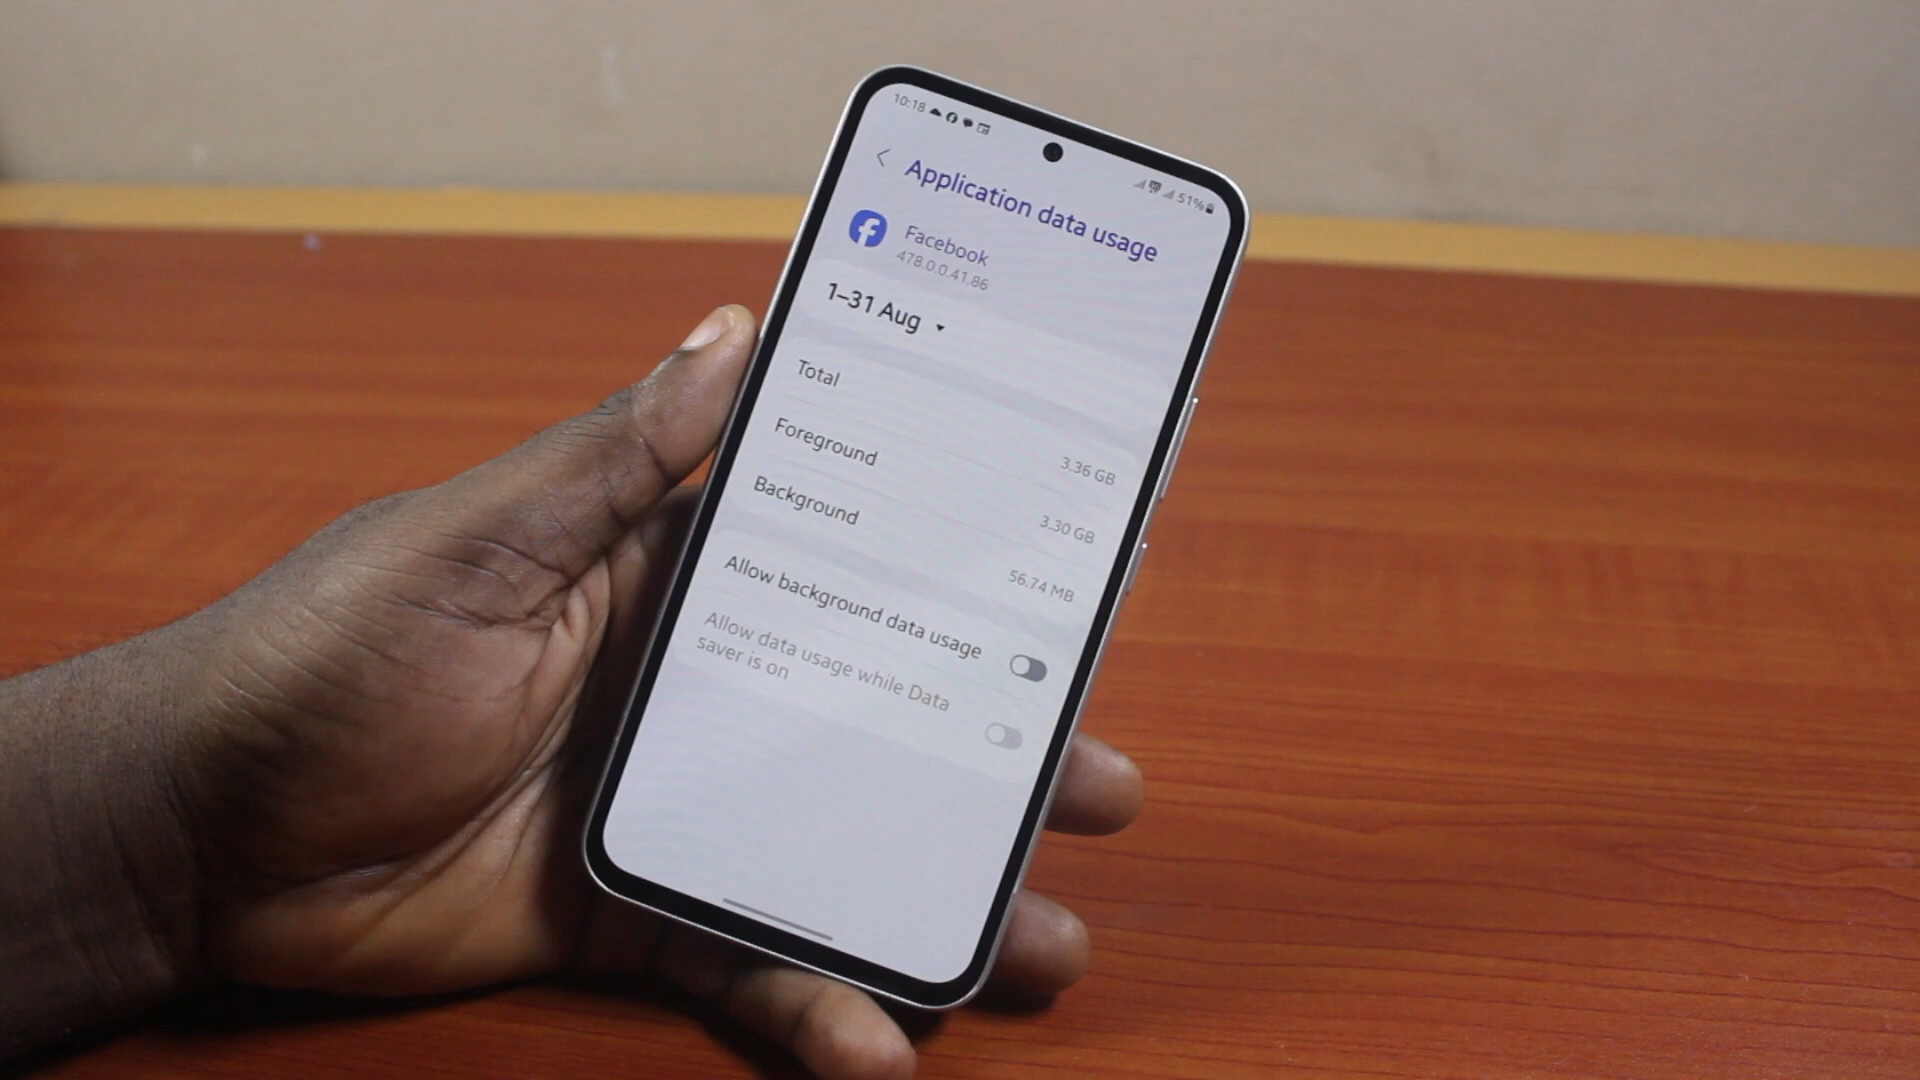 10:18
51%
Application data usage
Facebook
478.0.0.41.86
1–31 Aug
Total
3.36 GB
Foreground
3.30 GB
Background
56.74 MB
Allow background data usage
Allow data usage while Data
saver is on